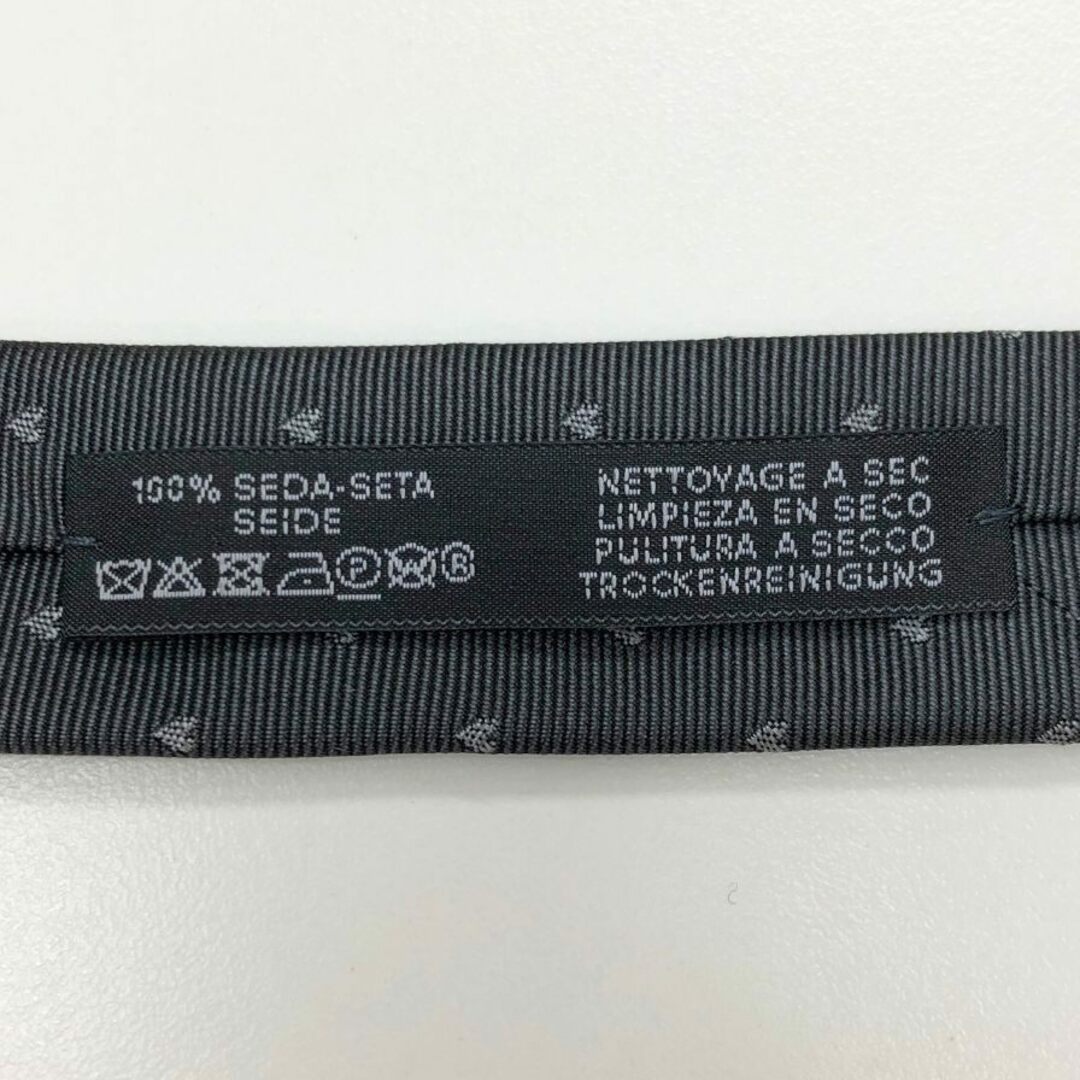 100% SEDA-SETA
SEIDE
P R
NETTOYAGE A SEC
LIMPIEZA EN SECO
PULITURA A SECCO
TROCKENREINIGUNG